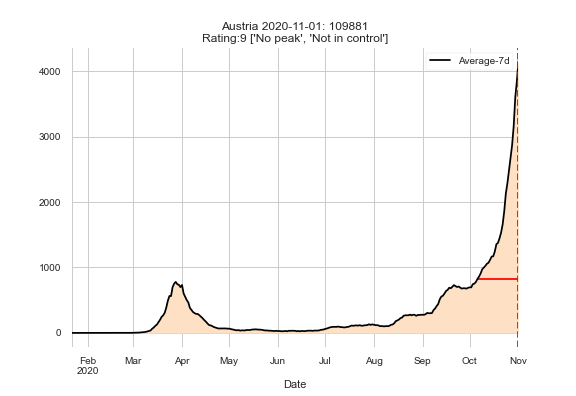 Austria 2020-11-01: 109881
Rating:9 ['No peak', 'Not in control']
Average-7d
4000
3000
2000
1000
0
Feb Mar Apr May Jun Jul Aug Sep Oct Nov
2020
Date